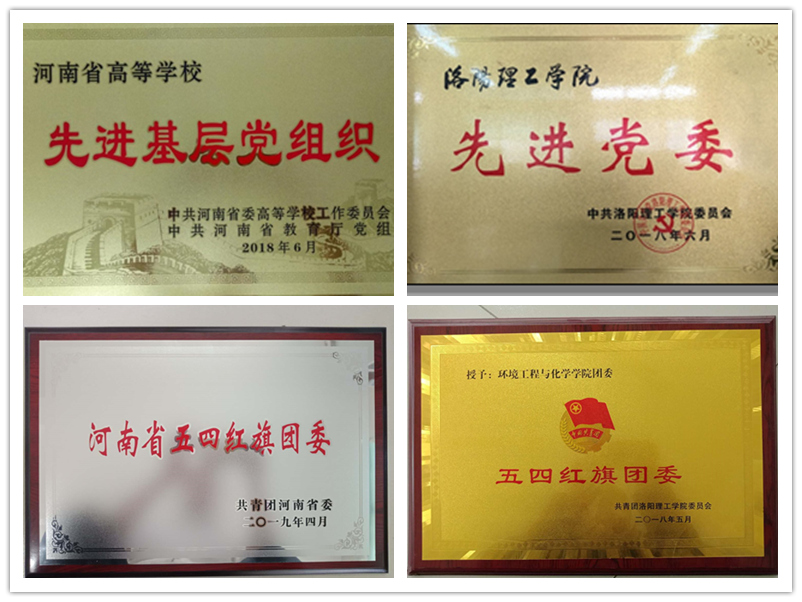 河南省高等学校
先进基层党组织
中共河南省委高等学校工作委员会
中共河南省教育厅党组
2018年6月
洛阳理工学院
先进党委
中共洛阳理工学院委员会
二〇一八年六月
河南省五四红旗团委
共青团河南省委
二〇一九年四月
授予：环境工程与化学学院团委
中国共青团
五四红旗团委
共青团洛阳理工学院委员会
二〇一八年五月